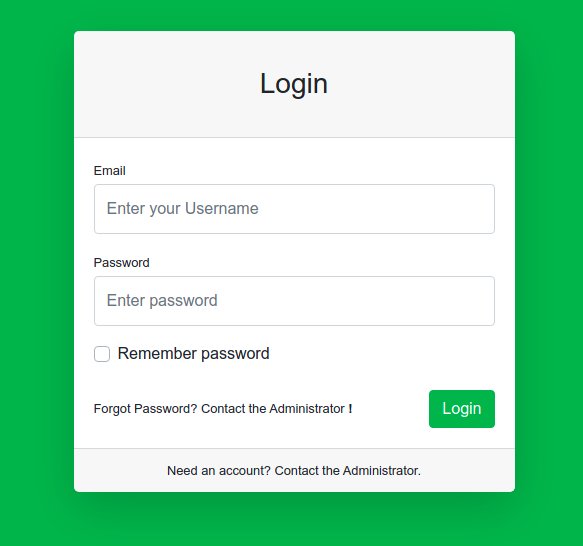 Login
Email
Enter your Username
Password
Enter password
Remember password
Forgot Password? Contact the Administrator !
Login
Need an account? Contact the Administrator.